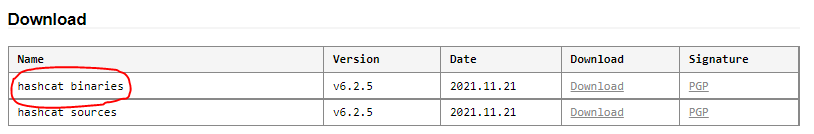 Download
Name Version Date Download Signature
hashcat binaries v6.2.5 2021.11.21 Download PGP
hashcat sources v6.2.5 2021.11.21 Download PGP